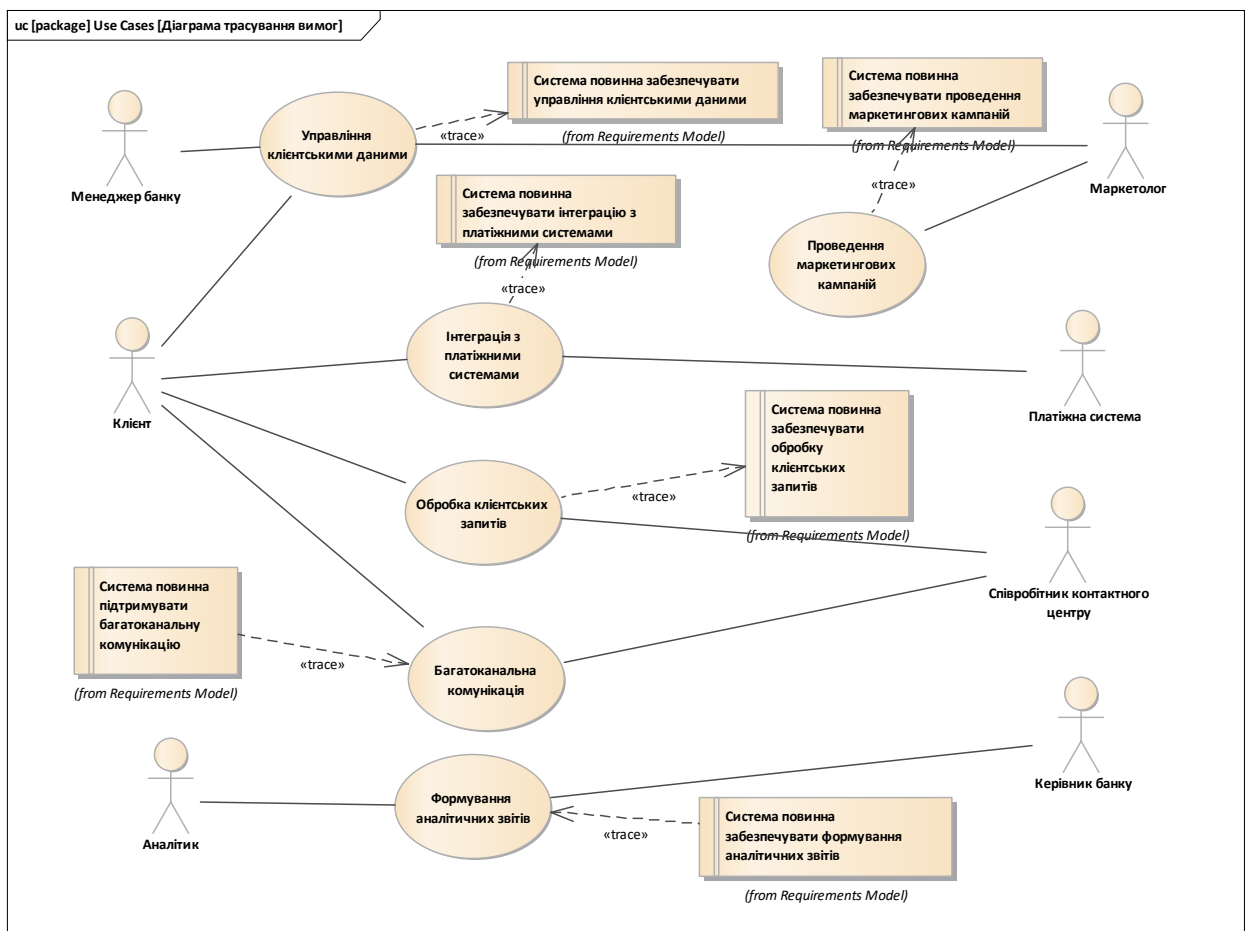 uc [package] Use Cases [Діаграма трасування вимог]
Система повинна забезпечувати
управління клієнтськими даними
(from Requirements Model)
Система повинна
забезпечувати проведення
маркетингових кампаній
(from Requirements Model)
Управління
клієнтськими даними
«trace»
Менеджер банку
Маркетолог
«trace»
Система повинна
забезпечувати інтеграцію з
платіжними системами
(from Requirements Model)
«trace»
Проведення
маркетингових
кампаній
Інтеграція з
платіжними
системами
Клієнт
Платіжна система
Система повинна
забезпечувати
обробку
клієнтських
запитів
(from Requirements Model)
«trace»
Обробка клієнтських
запитів
Співробітник контактного
центру
Система повинна
підтримувати
багатоканальну
комунікацію
(from Requirements Model)
«trace»
Багатоканальна
комунікація
Керівник банку
Аналітик
Формування
аналітичних звітів
«trace»
Система повинна
забезпечувати формування
аналітичних звітів
(from Requirements Model)